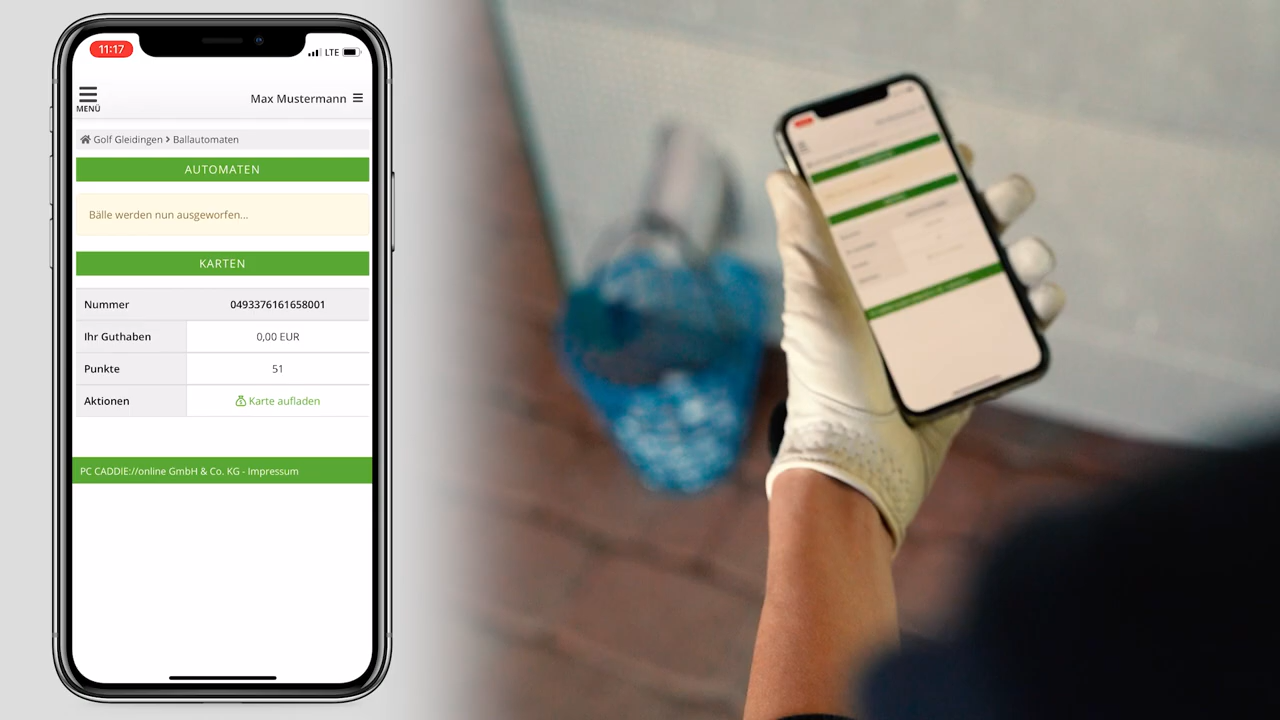 11:17
LTE
MENÜ
Max Mustermann
Golf Gleidingen > Ballautomaten
AUTOMATEN
Bälle werden nun ausgeworfen...
KARTEN
Nummer 0493376161658001
Ihr Guthaben 0,00 EUR
Punkte 51
Aktionen Karte aufladen
PC CADDIE://online GmbH & Co. KG - Impressum